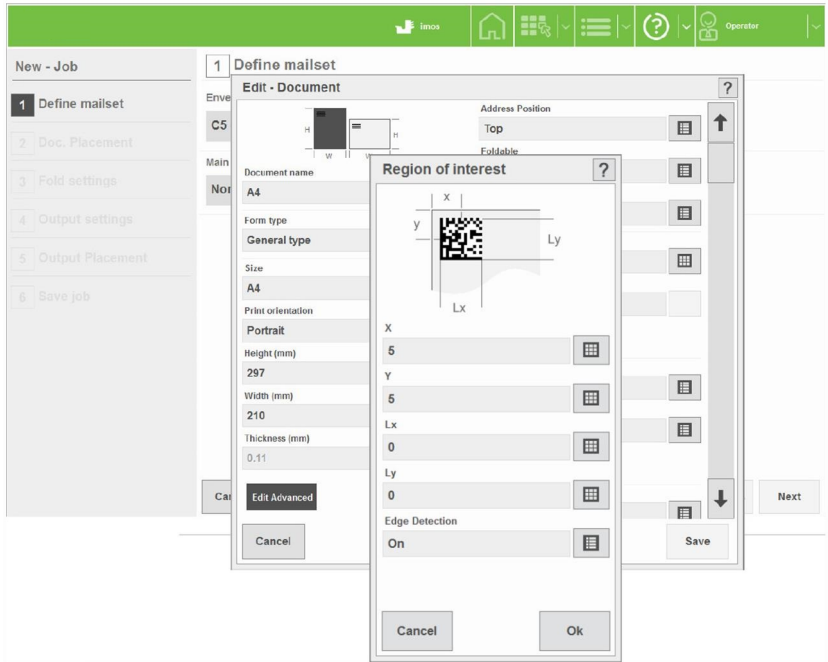 imos
Operator
New - Job
1 Define mailset
2 Doc. Placement
3 Fold settings
4 Output settings
5 Output Placement
6 Save job
1 Define mailset
C5
Main
Edit - Document
?
H
W
H
Document name
A4
Form type
General type
Size
A4
Print orientation
Portrait
Height (mm)
297
Width (mm)
210
Thickness (mm)
0.11
Edit Advanced
Cancel
Address Position
Top
Foldable
Save
Next
Region of interest
?
X
y
Ly
Lx
X
5
Y
5
Lx
0
Ly
0
Edge Detection
On
Cancel
Ok